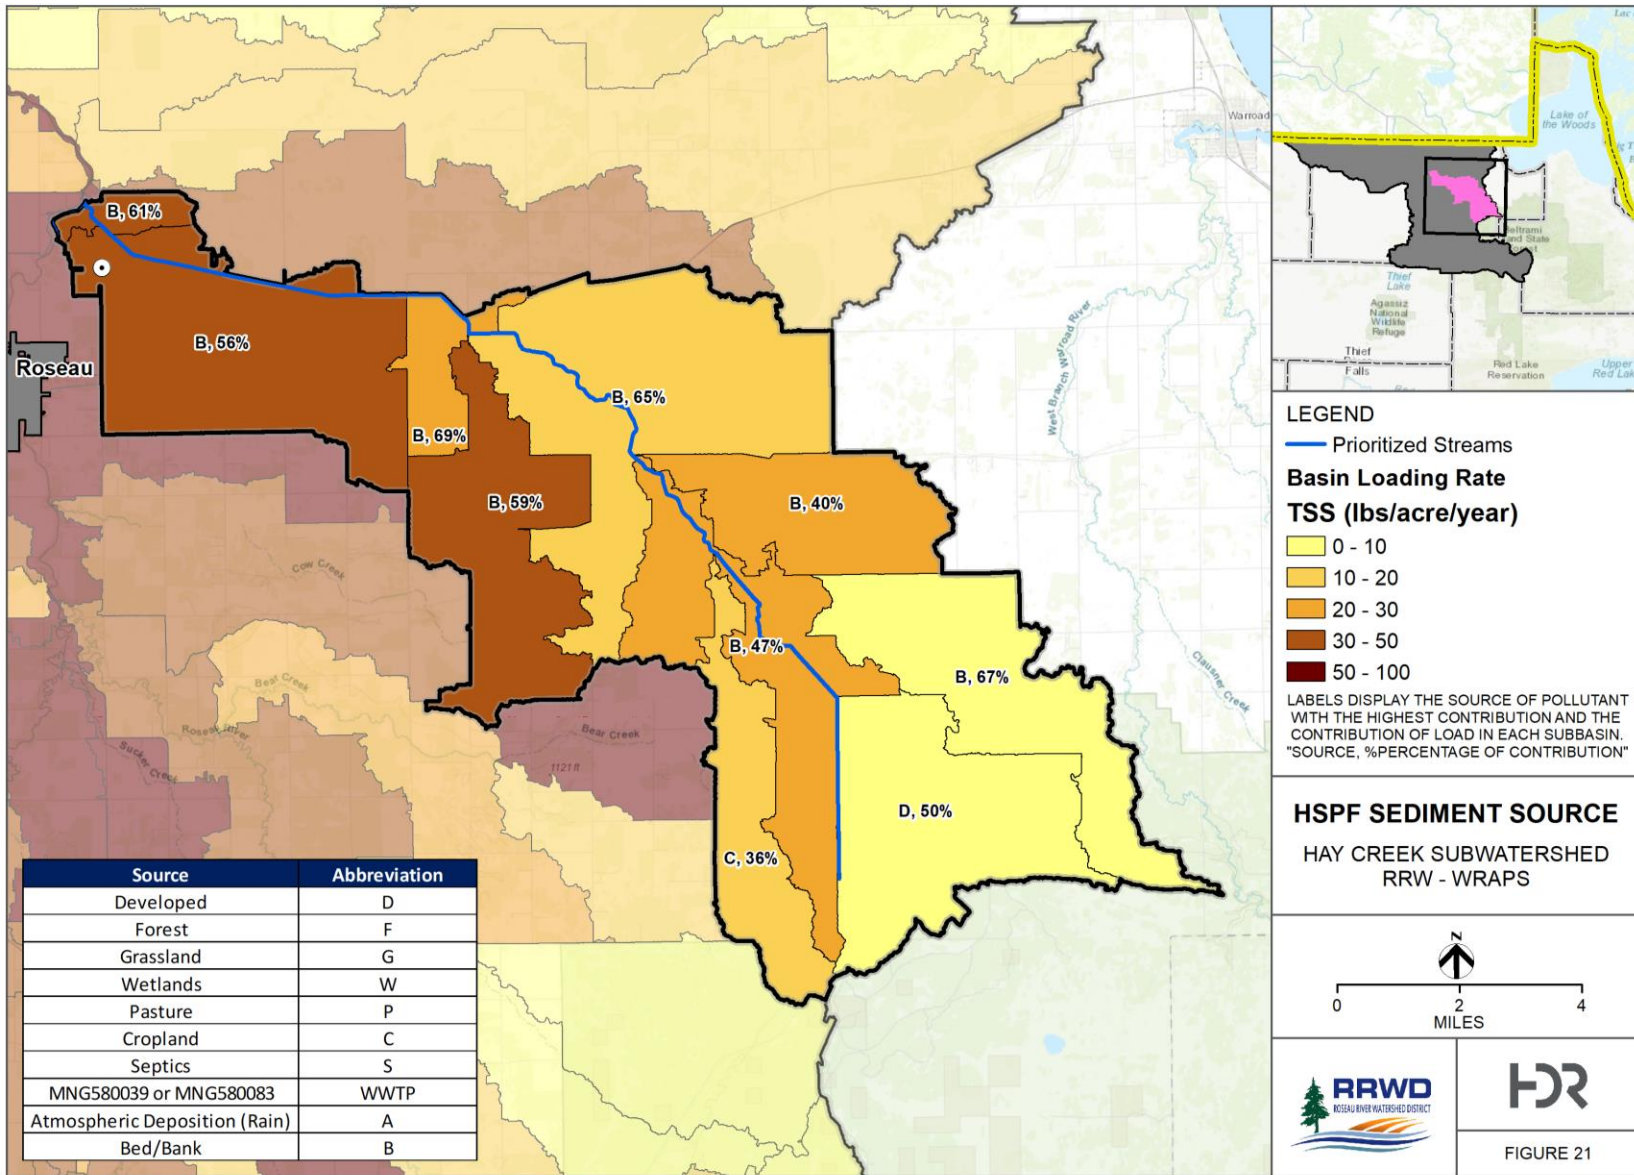 Warroad
B, 61%
B, 56%
Roseau
B, 65%
B, 69%
B, 59%
B, 40%
West Branch Warroad River
Cow Creek
B, 47%
B, 67%
Clausner Creek
Bear Creek
Roseau River
Sucker Creek
Bear Creek
1121 ft
D, 50%
C, 36%
Source Abbreviation
Developed D
Forest F
Grassland G
Wetlands W
Pasture P
Cropland C
Septics S
MNG580039 or MNG580083 WWTP
Atmospheric Deposition (Rain) A
Bed/Bank B
Lake of
the Woods
Beltrami
Island State
Forest
Thief
Lake
Agassiz
National
Wildlife
Refuge
Thief
Falls
Red Lake
Reservation
Upper
Red Lake
LEGEND
Prioritized Streams
Basin Loading Rate
TSS (lbs/acre/year)
0 - 10
10 - 20
20 - 30
30 - 50
50 - 100
LABELS DISPLAY THE SOURCE OF POLLUTANT
WITH THE HIGHEST CONTRIBUTION AND THE
CONTRIBUTION OF LOAD IN EACH SUBBASIN.
"SOURCE, %PERCENTAGE OF CONTRIBUTION"
HSPF SEDIMENT SOURCE
HAY CREEK SUBWATERSHED
RRW - WRAPS
N
0 2 4
MILES
RRWD
ROSEAU RIVER WATERSHED DISTRICT
HDR
FIGURE 21